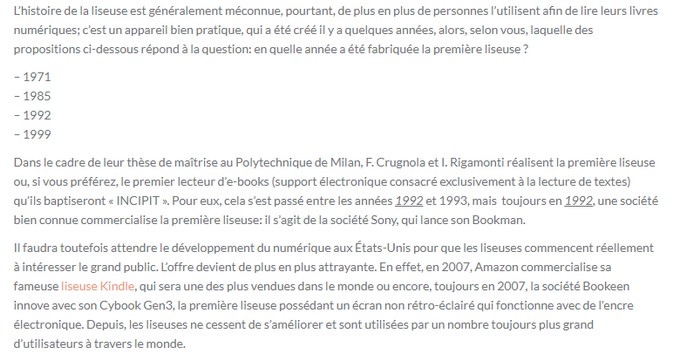 L'histoire de la liseuse est généralement méconnue, pourtant, de plus en plus de personnes l'utilisent afin de lire leurs livres
numériques; c'est un appareil bien pratique, qui a été créé il y a quelques années, alors, selon vous, laquelle des
propositions ci-dessous répond à la question: en quelle année a été fabriquée la première liseuse ?
– 1971
– 1985
– 1992
– 1999
Dans le cadre de leur thèse de maîtrise au Polytechnique de Milan, F. Crugnola et I. Rigamonti réalisent la première liseuse
ou, si vous préférez, le premier lecteur d'e-books (support électronique consacré exclusivement à la lecture de textes)
qu'ils baptiseront « INCIPIT ». Pour eux, cela s'est passé entre les années 1992 et 1993, mais toujours en 1992, une société
bien connue commercialise la première liseuse: il s'agit de la société Sony, qui lance son Bookman.
Il faudra toutefois attendre le développement du numérique aux États-Unis pour que les liseuses commencent réellement
à intéresser le grand public. L'offre devient de plus en plus attrayante. En effet, en 2007, Amazon commercialise sa
fameuse liseuse Kindle, qui sera une des plus vendues dans le monde ou encore, toujours en 2007, la société Bookeen
innove avec son Cybook Gen3, la première liseuse possédant un écran non rétro-éclairé qui fonctionne avec de l'encre
électronique. Depuis, les liseuses ne cessent de s'améliorer et sont utilisées par un nombre toujours plus grand
d'utilisateurs à travers le monde.